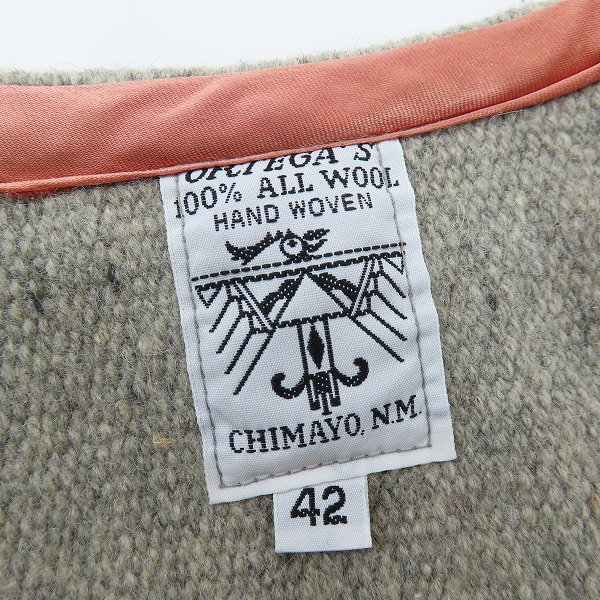 ORTEGA'S
100% ALL WOOL
HAND WOVEN
CHIMAYO, N.M.
42